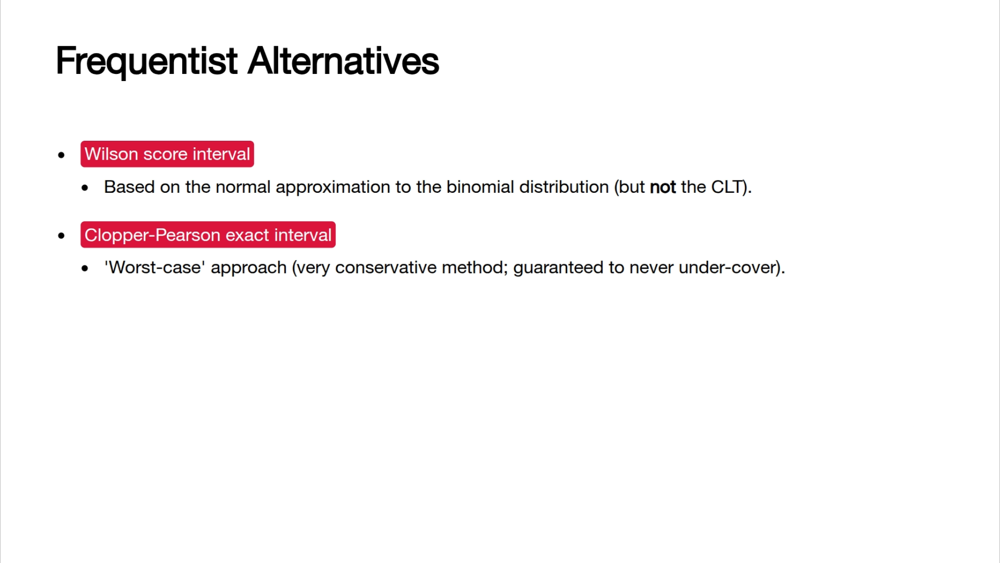 Frequentist Alternatives
• Wilson score interval
• Based on the normal approximation to the binomial distribution (but not the CLT).
• Clopper-Pearson exact interval
• 'Worst-case' approach (very conservative method; guaranteed to never under-cover).